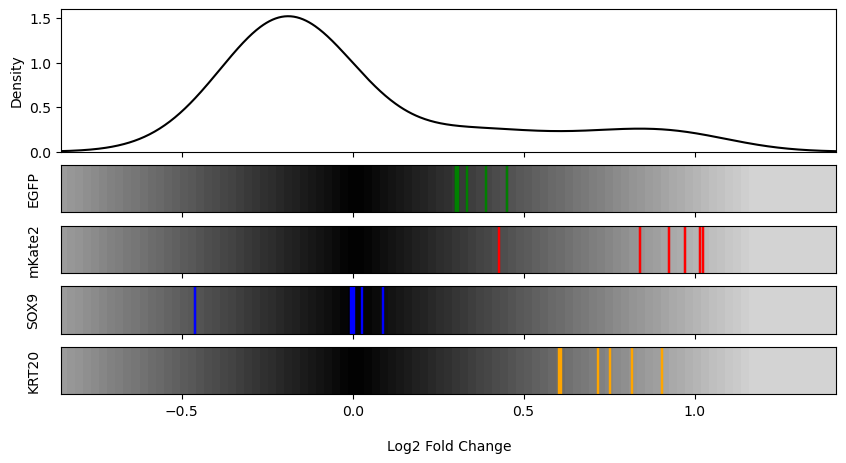 1.5
1.0
0.5
0.0
Density
EGFP
mKate2
SOX9
KRT20
−0.5 0.0 0.5 1.0
Log2 Fold Change